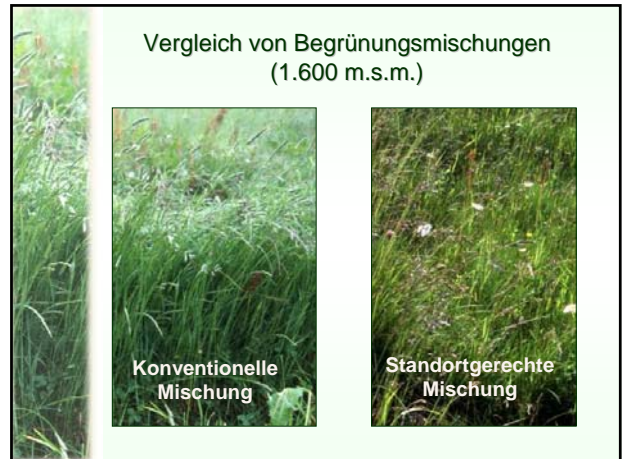 Vergleich von Begrünungsmischungen
(1.600 m.s.m.)
Konventionelle
Mischung
Standortgerechte
Mischung